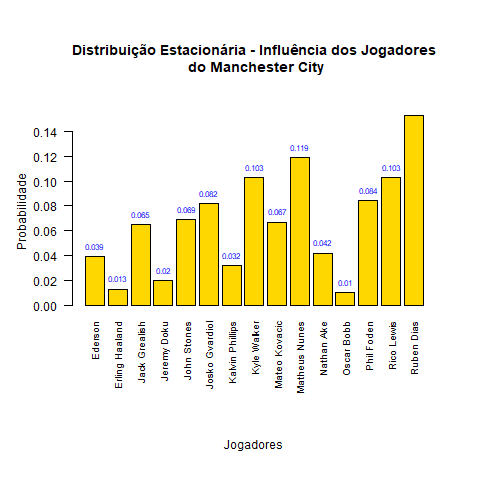 Distribuição Estacionária - Influência dos Jogadores
do Manchester City
Probabilidade
0.14
0.12
0.10
0.08
0.06
0.04
0.02
0.00
0.039
0.013
0.065
0.02
0.069
0.082
0.032
0.103
0.067
0.119
0.042
0.01
0.084
0.103
Ederson
Erling Haaland
Jack Grealish
Jeremy Doku
John Stones
Josko Gvardiol
Kalvin Phillips
Kyle Walker
Mateo Kovacic
Matheus Nunes
Nathan Ake
Oscar Bobb
Phil Foden
Rico Lewis
Ruben Dias
Jogadores